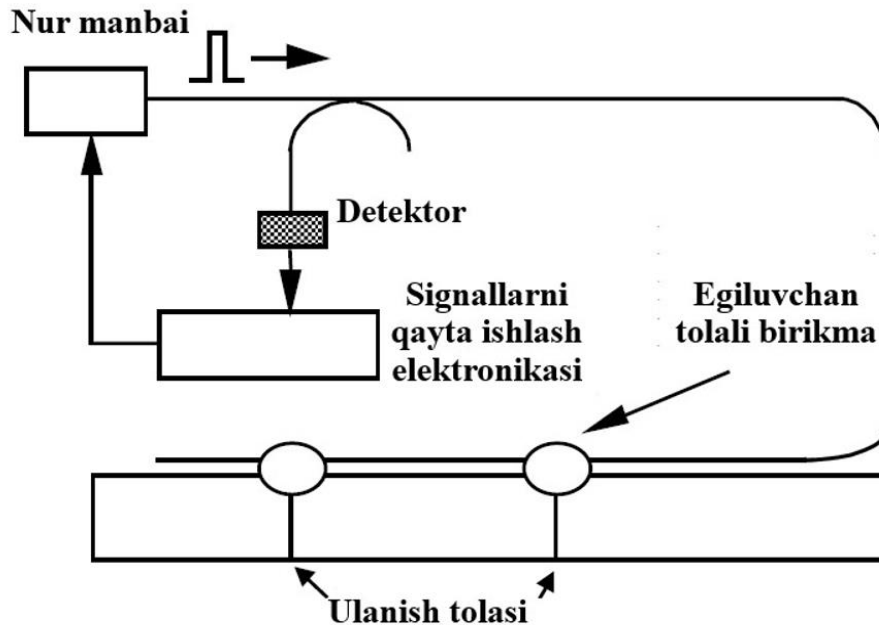 Nur manbai
Detektor
Signallarni
qayta ishlash
elektronikasi
Egiluvchan
tolali birikma
Ulanish tolasi